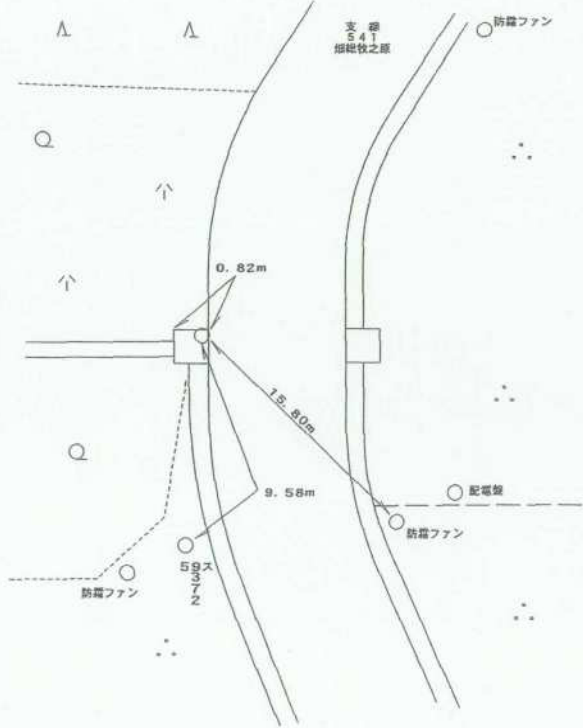 防霜ファン
支 線
541
畑総牧之原
0.82m
15.80m
9.58m
配電盤
防霜ファン
59ス
3
7
2
防霜ファン